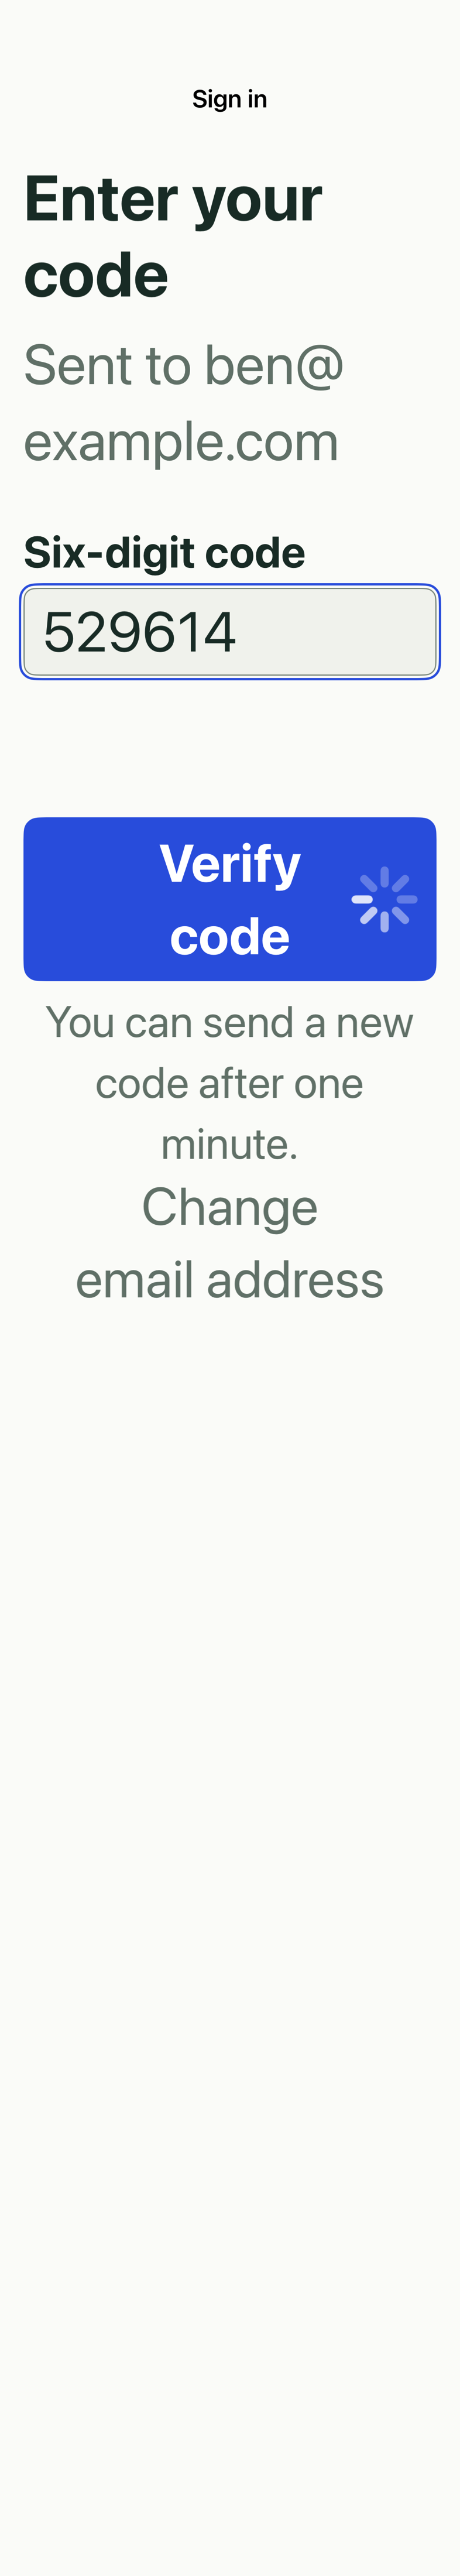 Sign in
Enter your
code
Sent to ben@
example.com
Six-digit code
529614
Verify
code
You can send a new
code after one
minute.
Change
email address